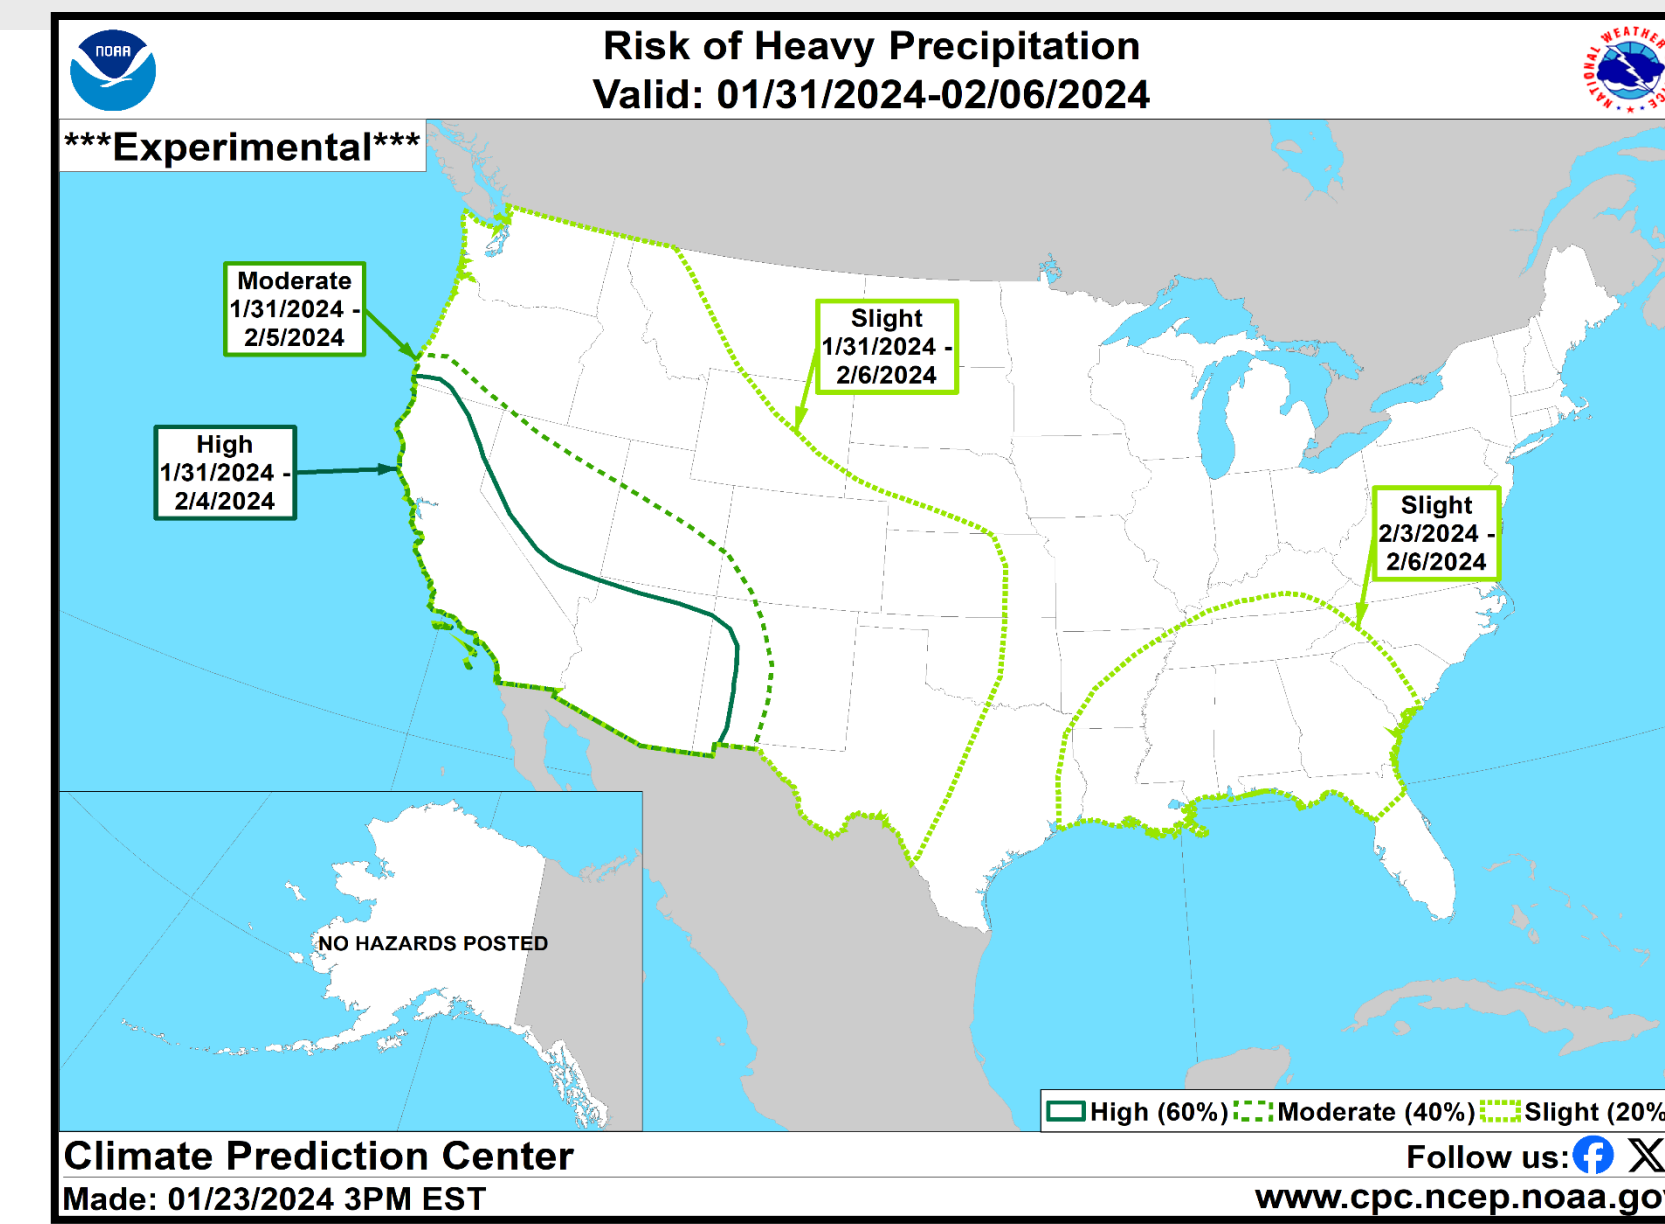 NOAA
Risk of Heavy Precipitation
Valid: 01/31/2024-02/06/2024
NATIONAL WEATHER
***Experimental***
Moderate
1/31/2024 -
2/5/2024
Slight
1/31/2024 -
2/6/2024
High
1/31/2024 -
2/4/2024
Slight
2/3/2024 -
2/6/2024
NO HAZARDS POSTED
High (60%) Moderate (40%) Slight (20%
Climate Prediction Center
Follow us:
Made: 01/23/2024 3PM EST
www.cpc.ncep.noaa.gov